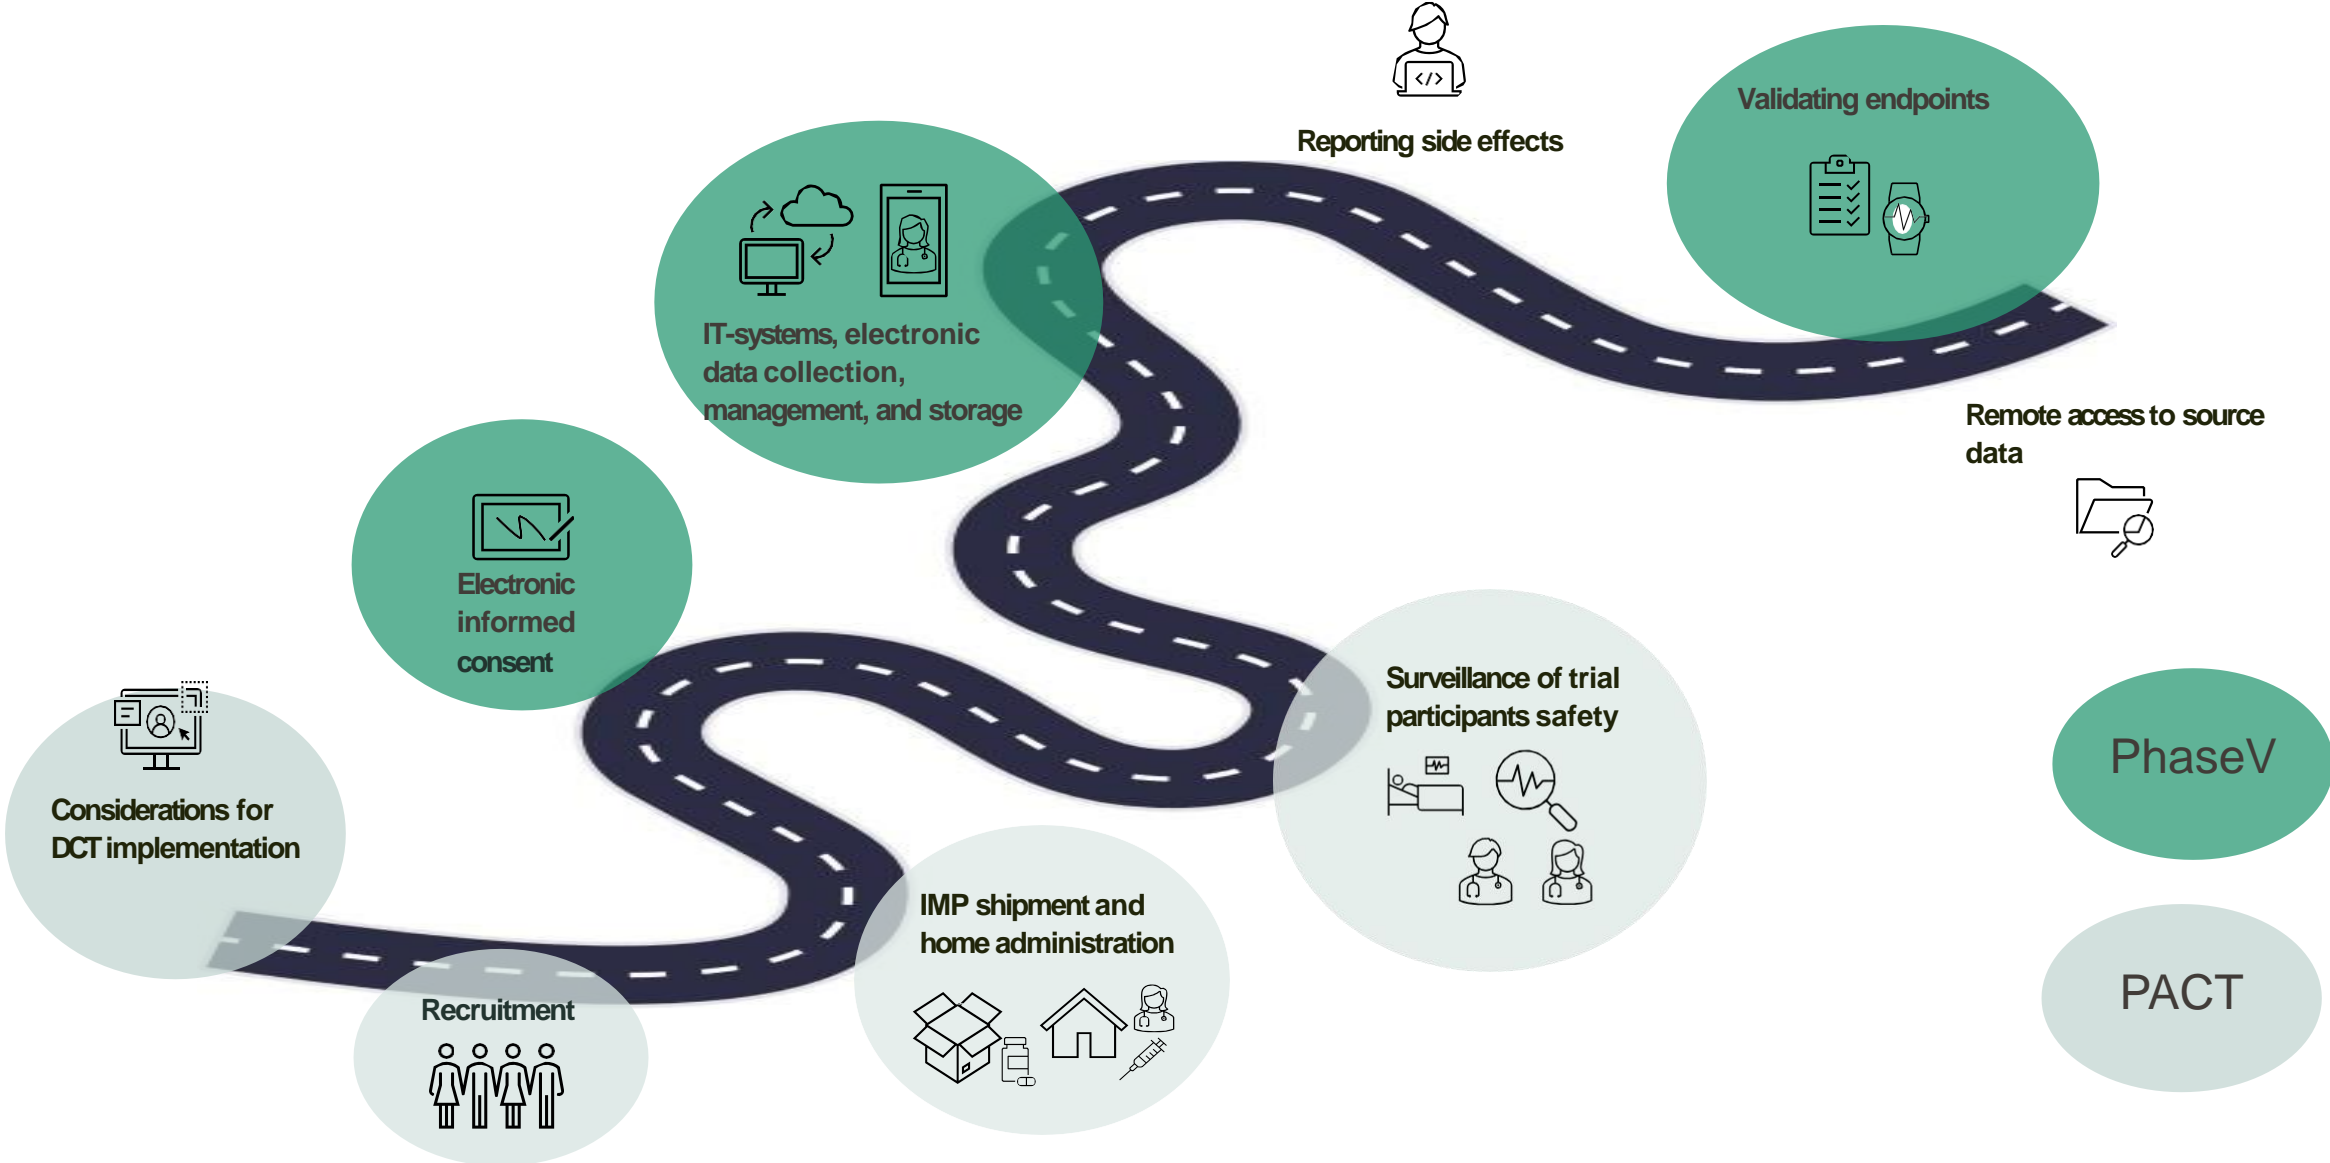 Reporting side effects
Validating endpoints
IT-systems, electronic
data collection,
management, and storage
Remote access to source
data
Electronic
informed
consent
Surveillance of trial
participants safety
PhaseV
Considerations for
DCT implementation
IMP shipment and
home administration
PACT
Recruitment